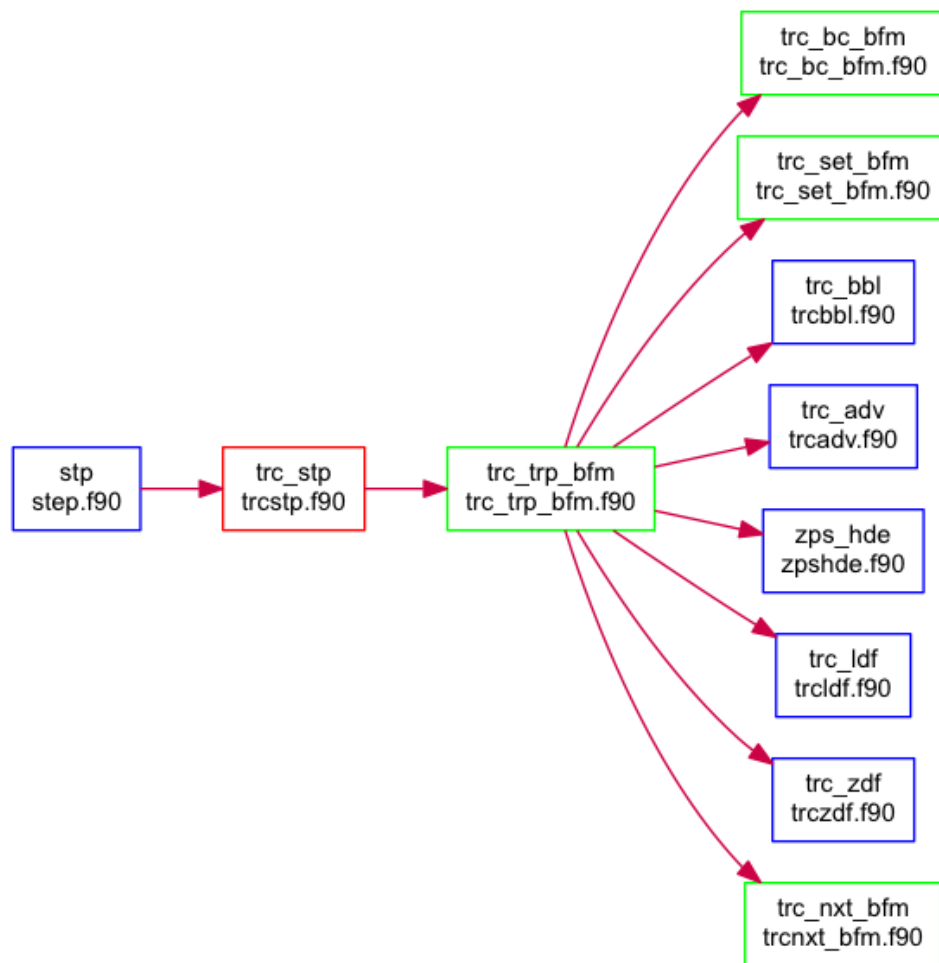 trc_bc_bfm
trc_bc_bfm.f90
trc_set_bfm
trc_set_bfm.f90
trc_bbl
trcbbl.f90
trc_adv
trcadv.f90
stp
step.f90
trc_stp
trcstp.f90
trc_trp_bfm
trc_trp_bfm.f90
zps_hde
zpshde.f90
trc_ldf
trcldf.f90
trc_zdf
trczdf.f90
trc_nxt_bfm
trcnxt_bfm.f90